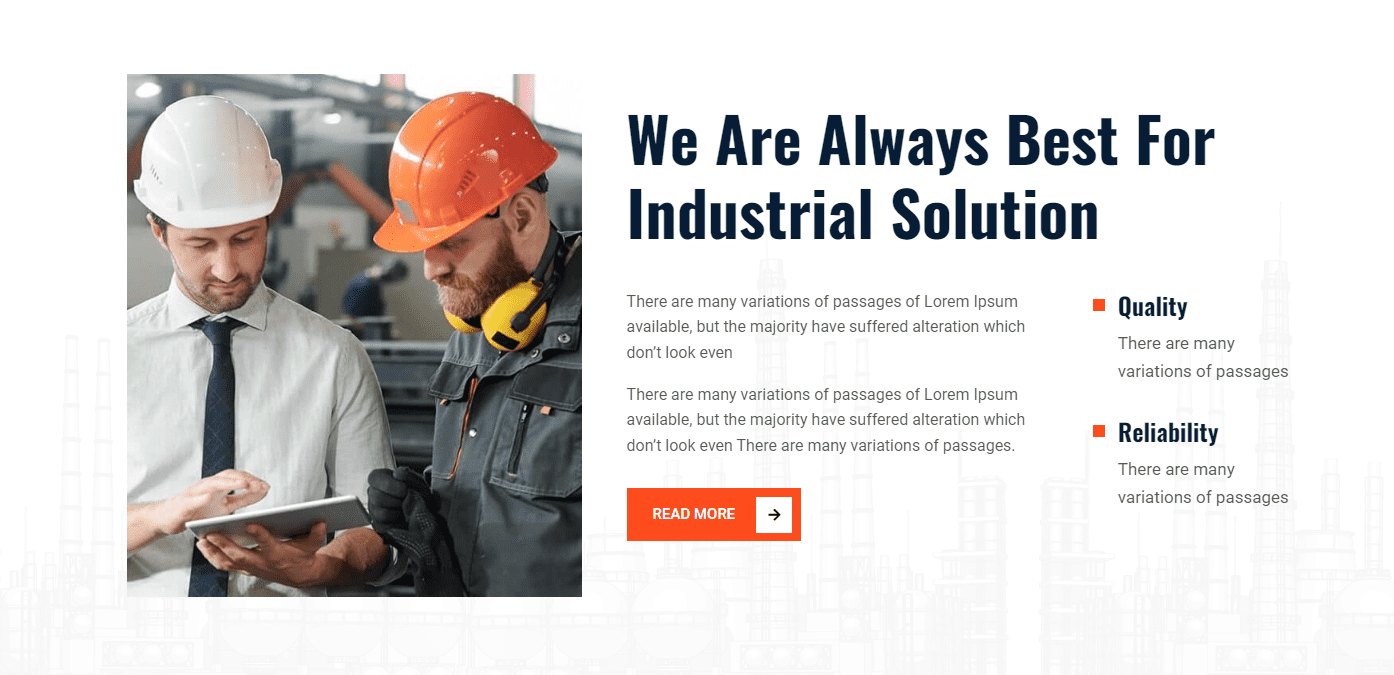 We Are Always Best For
Industrial Solution
There are many variations of passages of Lorem Ipsum
available, but the majority have suffered alteration which
don’t look even
There are many variations of passages of Lorem Ipsum
available, but the majority have suffered alteration which
don’t look even There are many variations of passages.
READ MORE
Quality
There are many
variations of passages
Reliability
There are many
variations of passages